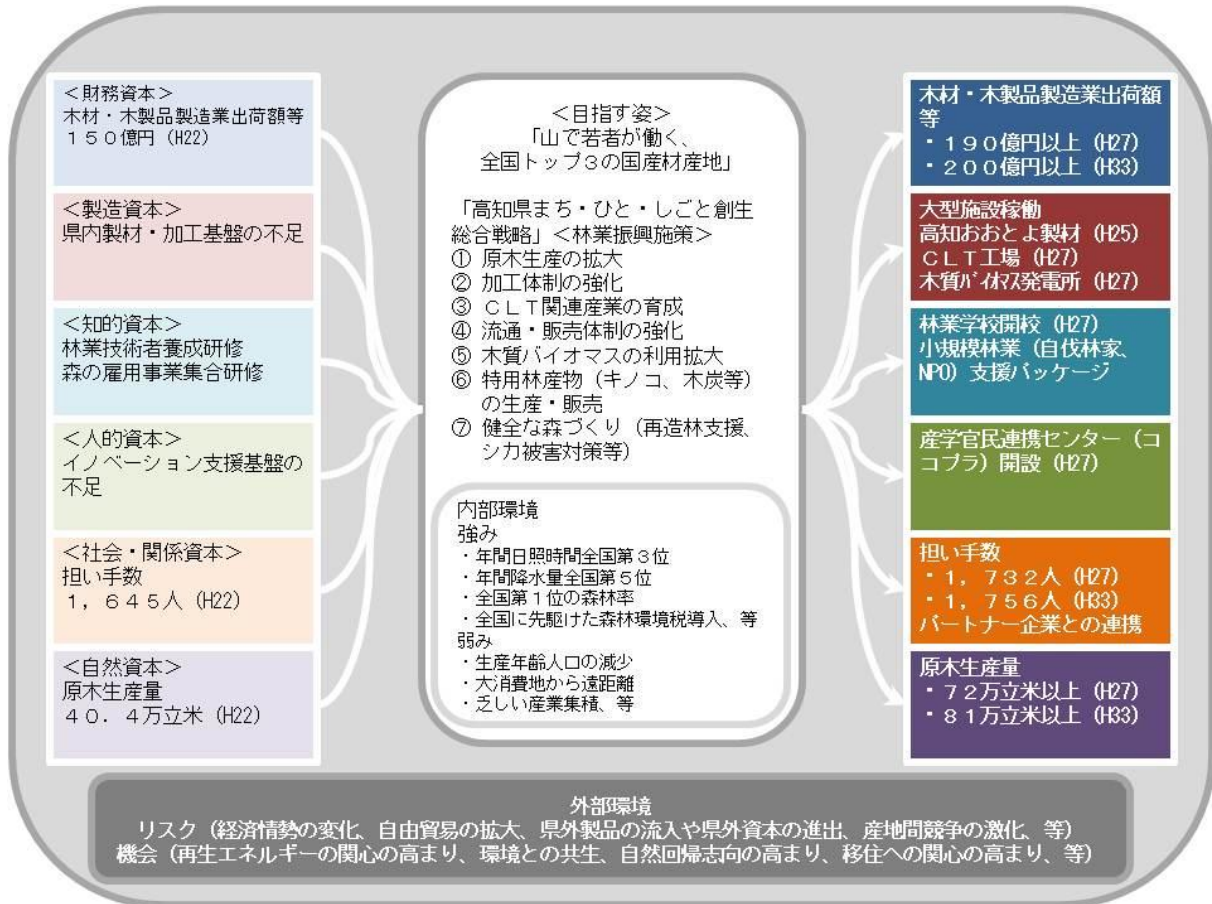 ＜財務資本＞
木材・木製品製造業出荷額等
１５０億円（H22）
＜製造資本＞
県内製材・加工基盤の不足
＜知的資本＞
林業技術者養成研修
森の雇用事業集合研修
＜人的資本＞
イノベーション支援基盤の
不足
＜社会・関係資本＞
担い手数
１，６４５人（H22）
＜自然資本＞
原木生産量
４０．４万立米（H22）
＜目指す姿＞
「山で若者が働く、
全国トップ３の国産材産地」
「高知県まち・ひと・しごと創生
総合戦略」＜林業振興施策＞
① 原木生産の拡大
② 加工体制の強化
③ ＣＬＴ関連産業の育成
④ 流通・販売体制の強化
⑤ 木質バイオマスの利用拡大
⑥ 特用林産物（キノコ、木炭等）
の生産・販売
⑦ 健全な森づくり（再造林支援、
シカ被害対策等）
内部環境
強み
・年間日照時間全国第３位
・年間降水量全国第５位
・全国第１位の森林率
・全国に先駆けた森林環境税導入、等
弱み
・生産年齢人口の減少
・大消費地から遠距離
・乏しい産業集積、等
木材・木製品製造業出荷額
等
・１９０億円以上（H27）
・２００億円以上（H33）
大型施設稼働
高知おおとよ製材（H25）
ＣＬＴ工場（H27）
木質ﾊﾞｲｵﾏｽ発電所（H27）
林業学校開校（H27）
小規模林業（自伐林家、
NPO）支援パッケージ
産学官民連携センター（コ
コプラ）開設（H27）
担い手数
・１，７３２人（H27）
・１，７５６人（H33）
パートナー企業との連携
原木生産量
・７２万立米以上（H27）
・８１万立米以上（H33）
外部環境
リスク（経済情勢の変化、自由貿易の拡大、県外製品の流入や県外資本の進出、産地間競争の激化、等）
機会（再生エネルギーの関心の高まり、環境との共生、自然回帰志向の高まり、移住への関心の高まり、等）